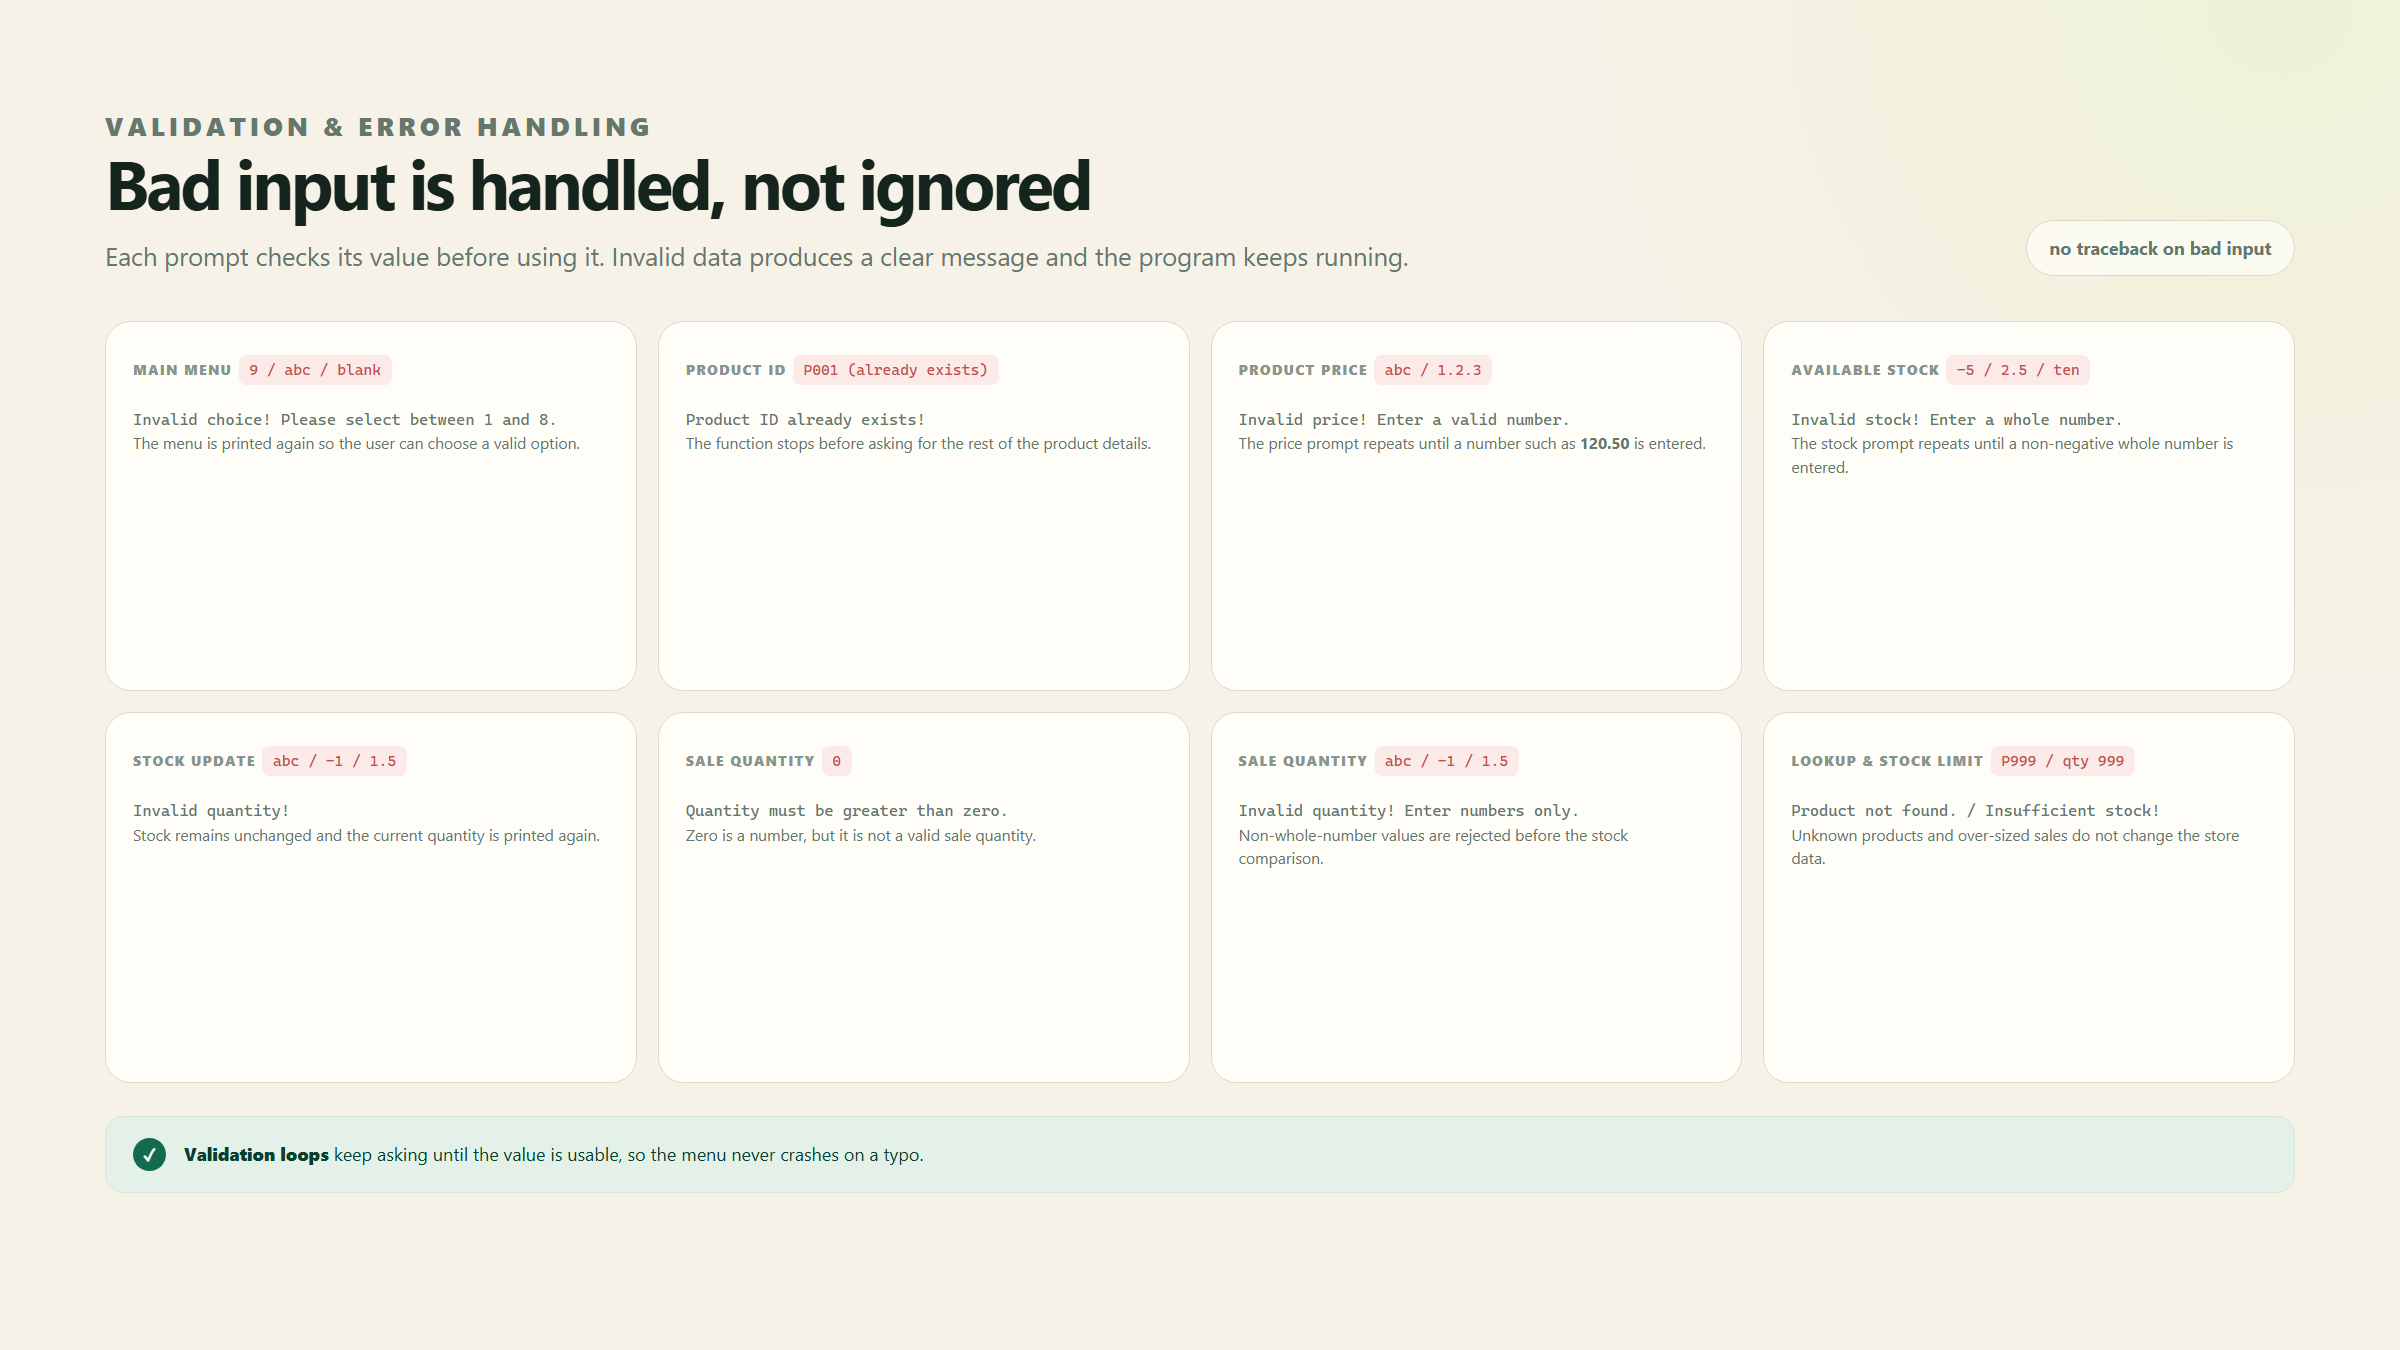 VALIDATION & ERROR HANDLING
Bad input is handled, not ignored
Each prompt checks its value before using it. Invalid data produces a clear message and the program keeps running.
no traceback on bad input
MAIN MENU 9 / abc / blank
Invalid choice! Please select between 1 and 8.
The menu is printed again so the user can choose a valid option.
PRODUCT ID P001 (already exists)
Product ID already exists!
The function stops before asking for the rest of the product details.
PRODUCT PRICE abc / 1.2.3
Invalid price! Enter a valid number.
The price prompt repeats until a number such as 120.50 is entered.
AVAILABLE STOCK −5 / 2.5 / ten
Invalid stock! Enter a whole number.
The stock prompt repeats until a non-negative whole number is
entered.
STOCK UPDATE abc / −1 / 1.5
Invalid quantity!
Stock remains unchanged and the current quantity is printed again.
SALE QUANTITY 0
Quantity must be greater than zero.
Zero is a number, but it is not a valid sale quantity.
SALE QUANTITY abc / −1 / 1.5
Invalid quantity! Enter numbers only.
Non-whole-number values are rejected before the stock
comparison.
LOOKUP & STOCK LIMIT P999 / qty 999
Product not found. / Insufficient stock!
Unknown products and over-sized sales do not change the store
data.
✓ Validation loops keep asking until the value is usable, so the menu never crashes on a typo.